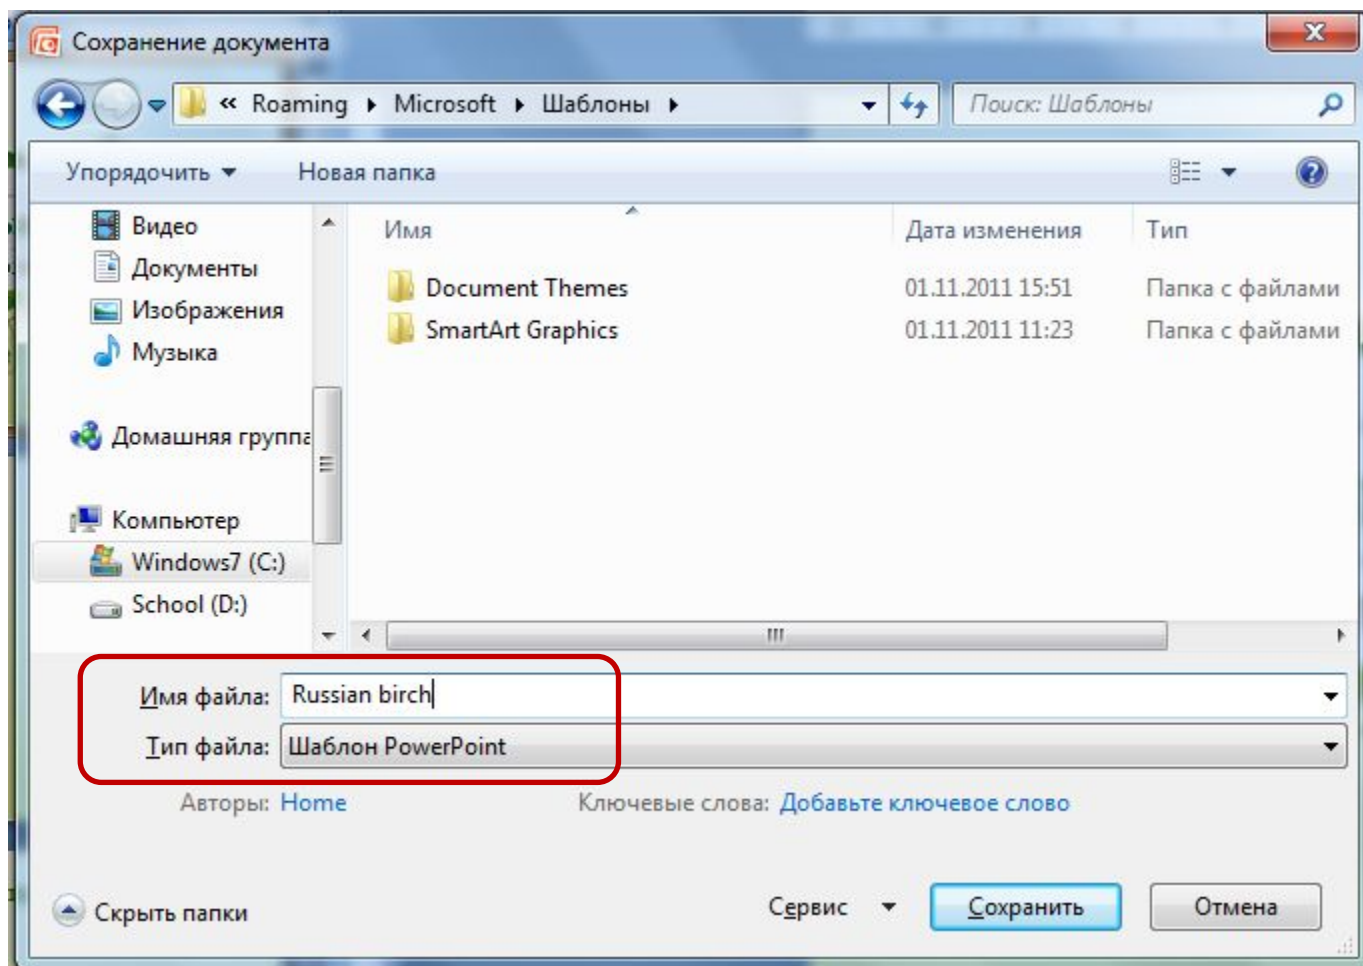 Сохранение документа
« Roaming ▸ Microsoft ▸ Шаблоны ▸
Поиск: Шаблоны
Упорядочить Новая папка
Видео
Документы
Изображения
Музыка
Домашняя группа
Компьютер
Windows7 (C:)
School (D:)
Имя Дата изменения Тип
Document Themes 01.11.2011 15:51 Папка с файлами
SmartArt Graphics 01.11.2011 11:23 Папка с файлами
Имя файла: Russian birch
Тип файла: Шаблон PowerPoint
Авторы: Home Ключевые слова: Добавьте ключевое слово
Скрыть папки Сервис Сохранить Отмена